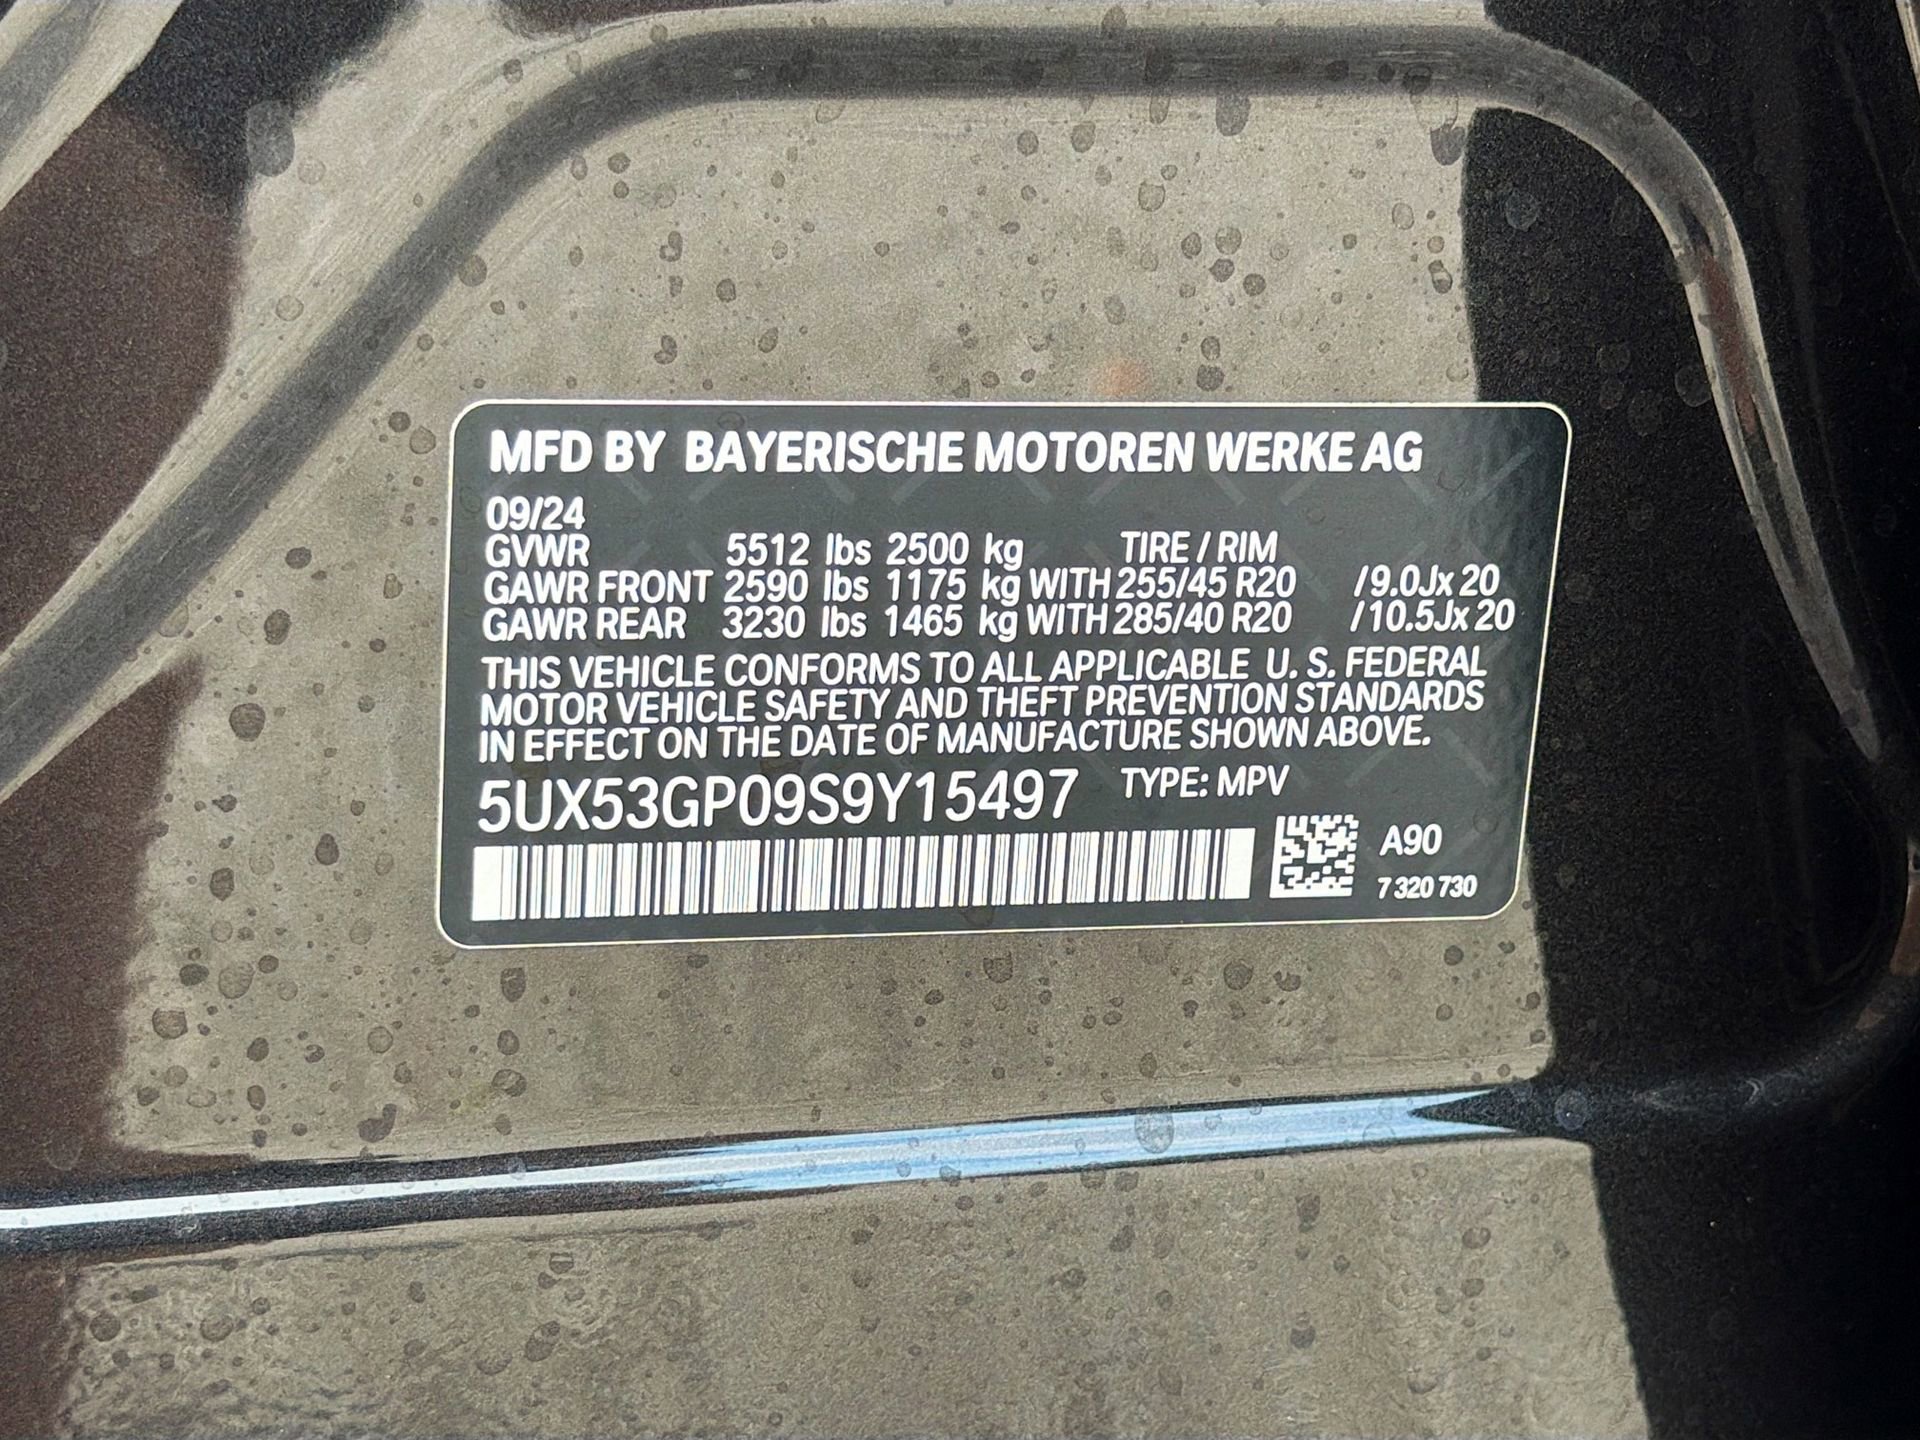 MFD BY BAYERISCHE MOTOREN WERKE AG
09/24
GVWR 5512 lbs 2500 kg TIRE / RIM
GAWR FRONT 2590 lbs 1175 kg WITH 255/45 R20 /9.0Jx20
GAWR REAR 3230 lbs 1465 kg WITH 285/40 R20 /10.5Jx20
THIS VEHICLE CONFORMS TO ALL APPLICABLE U. S. FEDERAL
MOTOR VEHICLE SAFETY AND THEFT PREVENTION STANDARDS
IN EFFECT ON THE DATE OF MANUFACTURE SHOWN ABOVE.
5UX53GP09S9Y15497 TYPE: MPV
A90
7 320 730